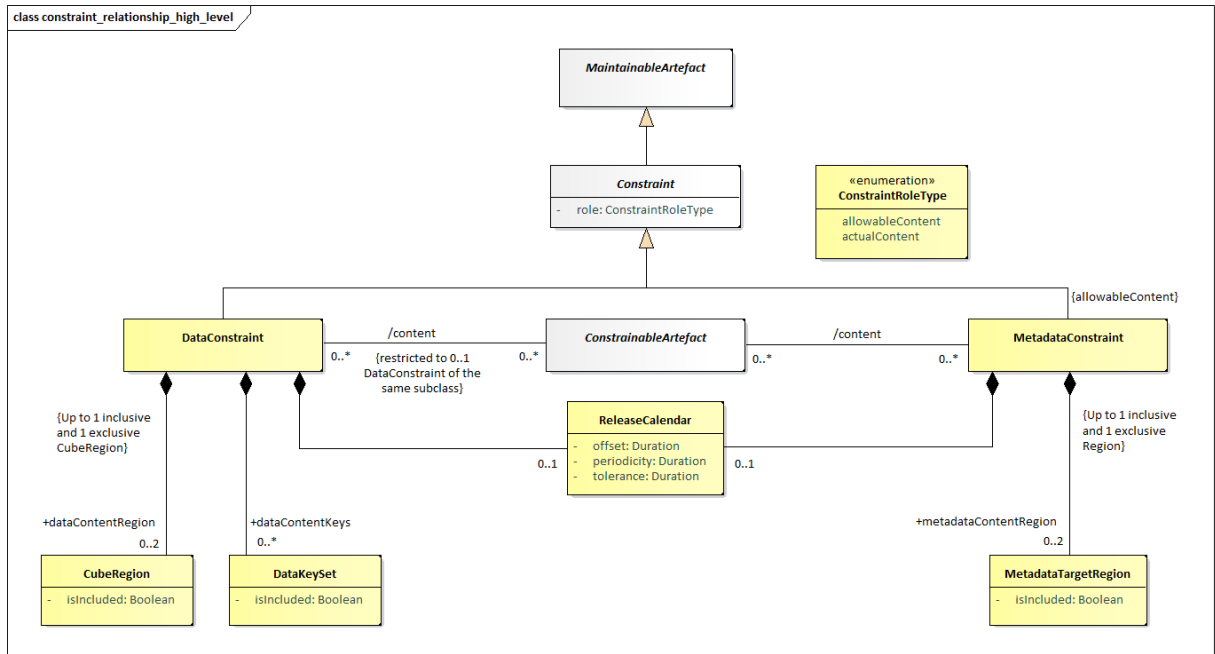 class constraint_relationship_high_level
MaintainableArtefact
Constraint
- role: ConstraintRoleType
«enumeration»
ConstraintRoleType
allowableContent
actualContent
{allowableContent}
DataConstraint
/content
0..*
0..*
{restricted to 0..1
DataConstraint of the
same subclass}
ConstrainableArtefact
/content
0..*
0..*
MetadataConstraint
{Up to 1 inclusive
and 1 exclusive
CubeRegion}
ReleaseCalendar
- offset: Duration
- periodicity: Duration
- tolerance: Duration
0..1
0..1
{Up to 1 inclusive
and 1 exclusive
Region}
+dataContentRegion
0..2
+dataContentKeys
0..*
+metadataContentRegion
0..2
CubeRegion
- isIncluded: Boolean
DataKeySet
- isIncluded: Boolean
MetadataTargetRegion
- isIncluded: Boolean